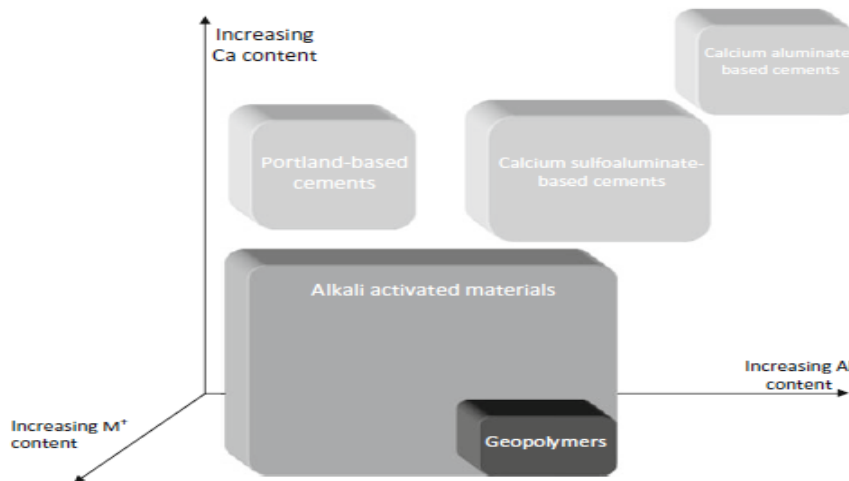 Increasing
Ca content
Calcium aluminate-
based cements
Portland-based
cements
Calcium sulfoaluminate-
based cements
Alkali activated materials
Increasing Al
content
Increasing M⁺
content
Geopolymers